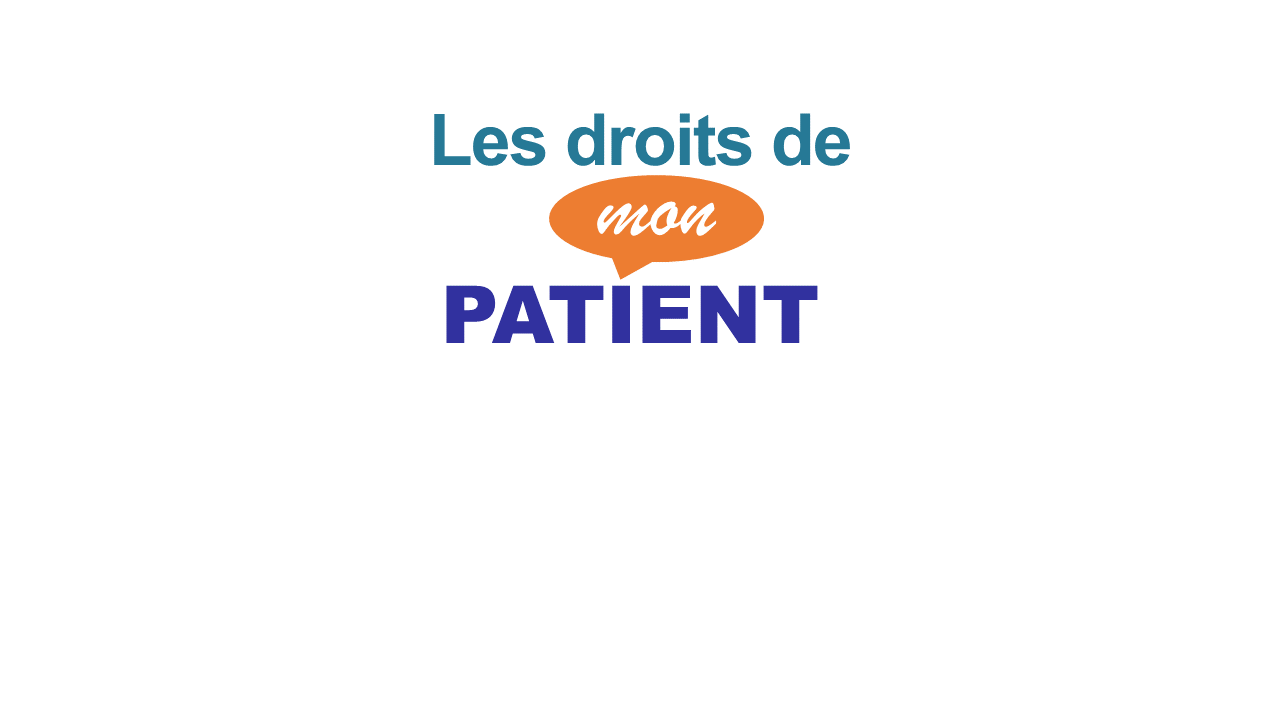 Les droits de
mon
PATIENT